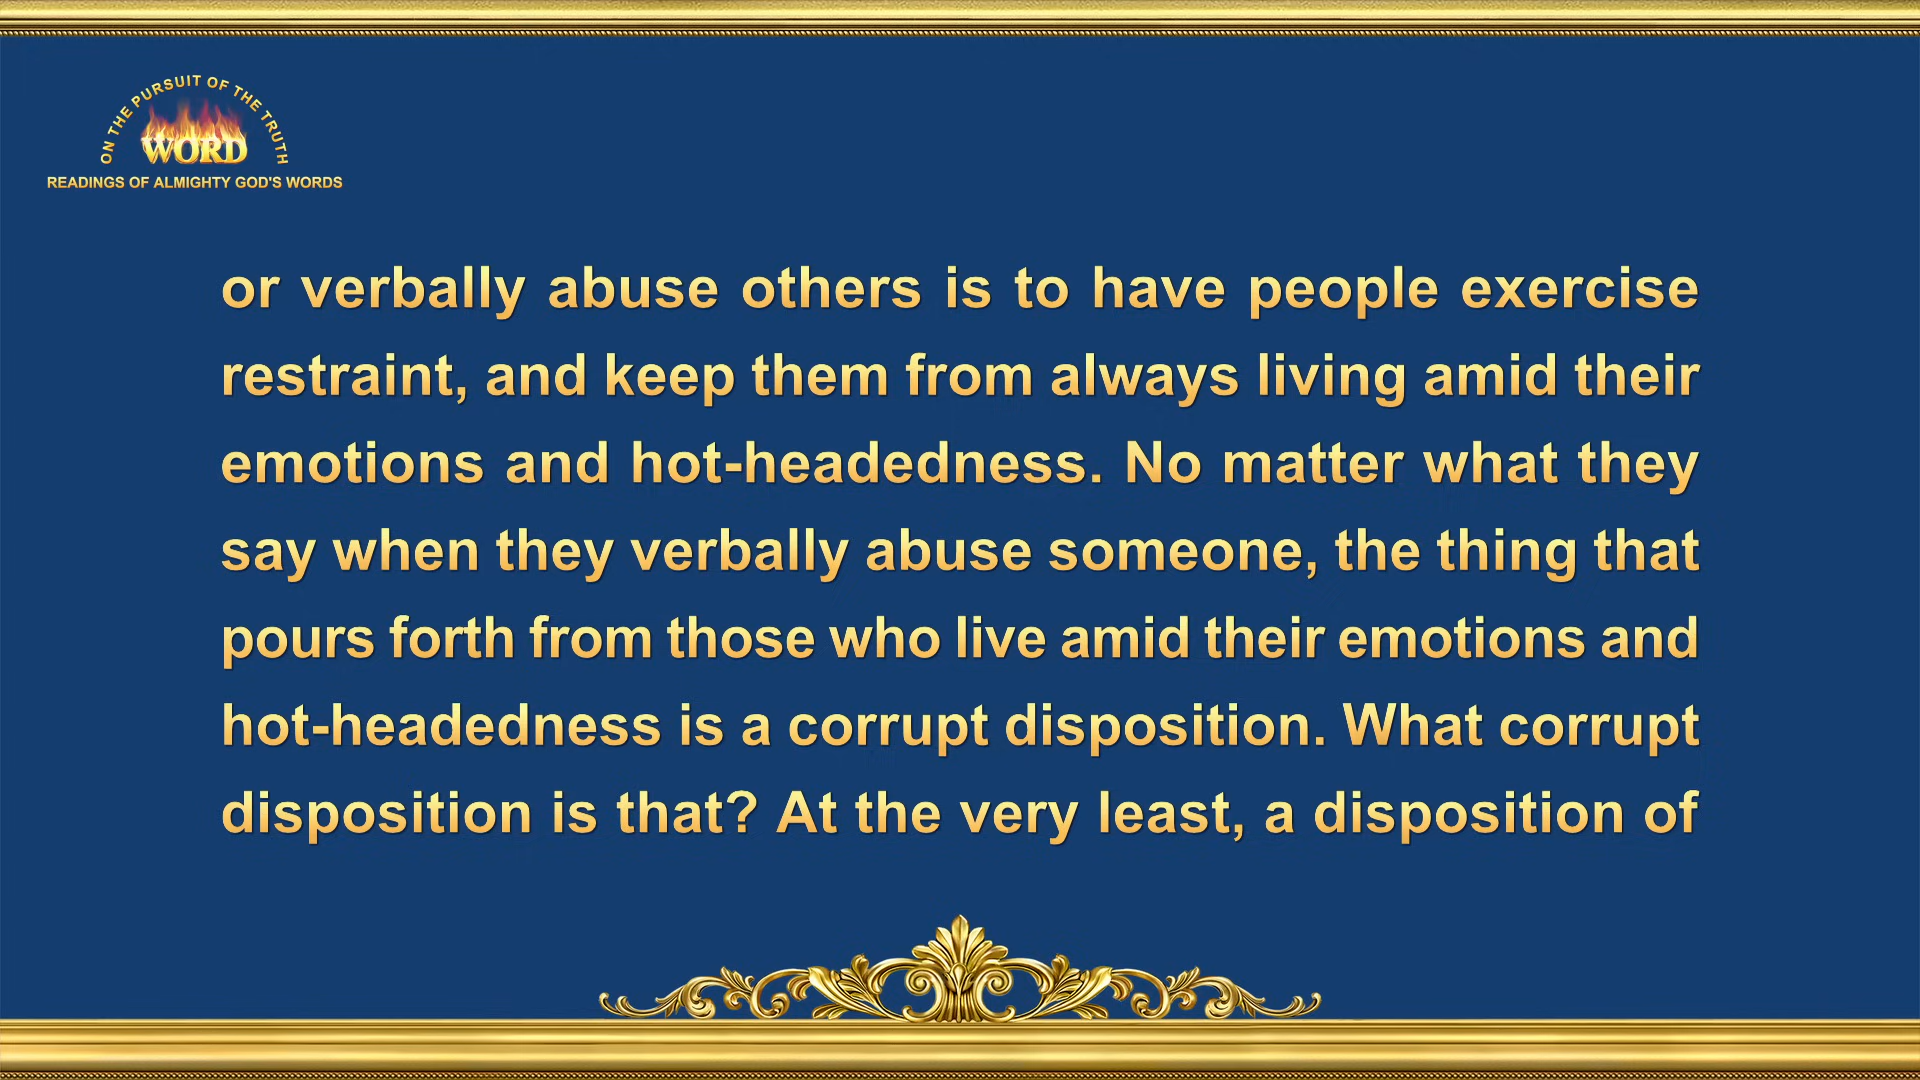 ON THE PURSUIT OF THE TRUTH
WORD
READINGS OF ALMIGHTY GOD'S WORDS
or verbally abuse others is to have people exercise
restraint, and keep them from always living amid their
emotions and hot-headedness. No matter what they
say when they verbally abuse someone, the thing that
pours forth from those who live amid their emotions and
hot-headedness is a corrupt disposition. What corrupt
disposition is that? At the very least, a disposition of